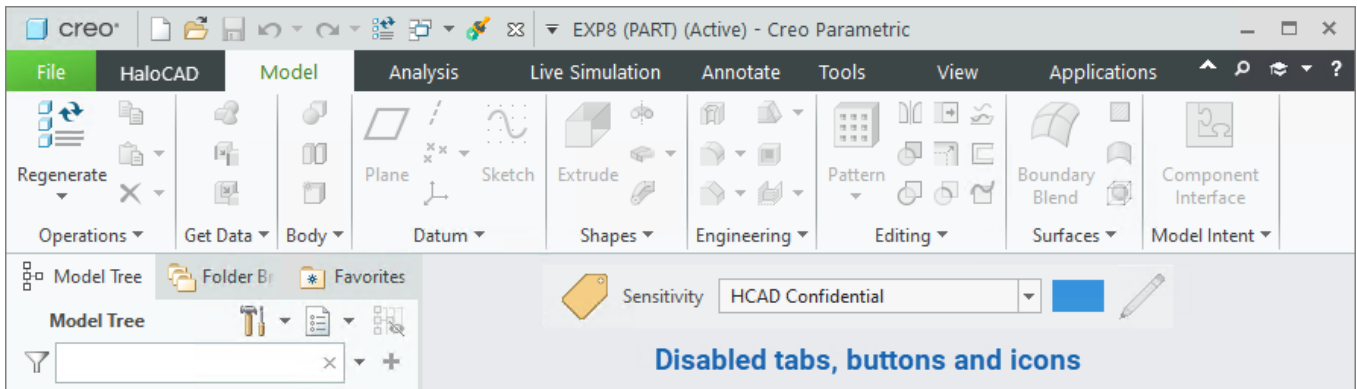 creo® EXP8 (PART) (Active) - Creo Parametric
File HaloCAD Model Analysis Live Simulation Annotate Tools View Applications ?
Regenerate Plane Sketch Extrude Pattern Boundary Blend Component Interface
Operations Get Data Body Datum Shapes Engineering Editing Surfaces Model Intent
Model Tree Folder Br Favorites
Sensitivity HCAD Confidential
Model Tree
Disabled tabs, buttons and icons